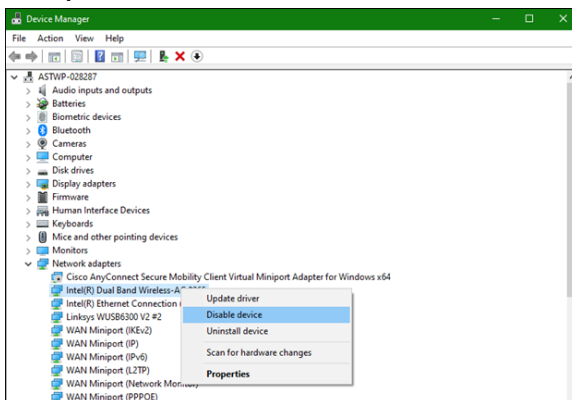 Device Manager
File Action View Help
ASTWP-028287
Audio inputs and outputs
Batteries
Biometric devices
Bluetooth
Cameras
Computer
Disk drives
Display adapters
Firmware
Human Interface Devices
Keyboards
Mice and other pointing devices
Monitors
Network adapters
Cisco AnyConnect Secure Mobility Client Virtual Miniport Adapter for Windows x64
Intel(R) Dual Band
Intel(R) Ethernet Connection
Linksys WUSB6300 V2 #2
WAN Miniport (IKEv2)
WAN Miniport (IP)
WAN Miniport (IPv6)
WAN Miniport (L2TP)
WAN Miniport (Network
WAN Miniport (PPPOE)
Update driver
Disable device
Uninstall device
Scan for hardware changes
Properties